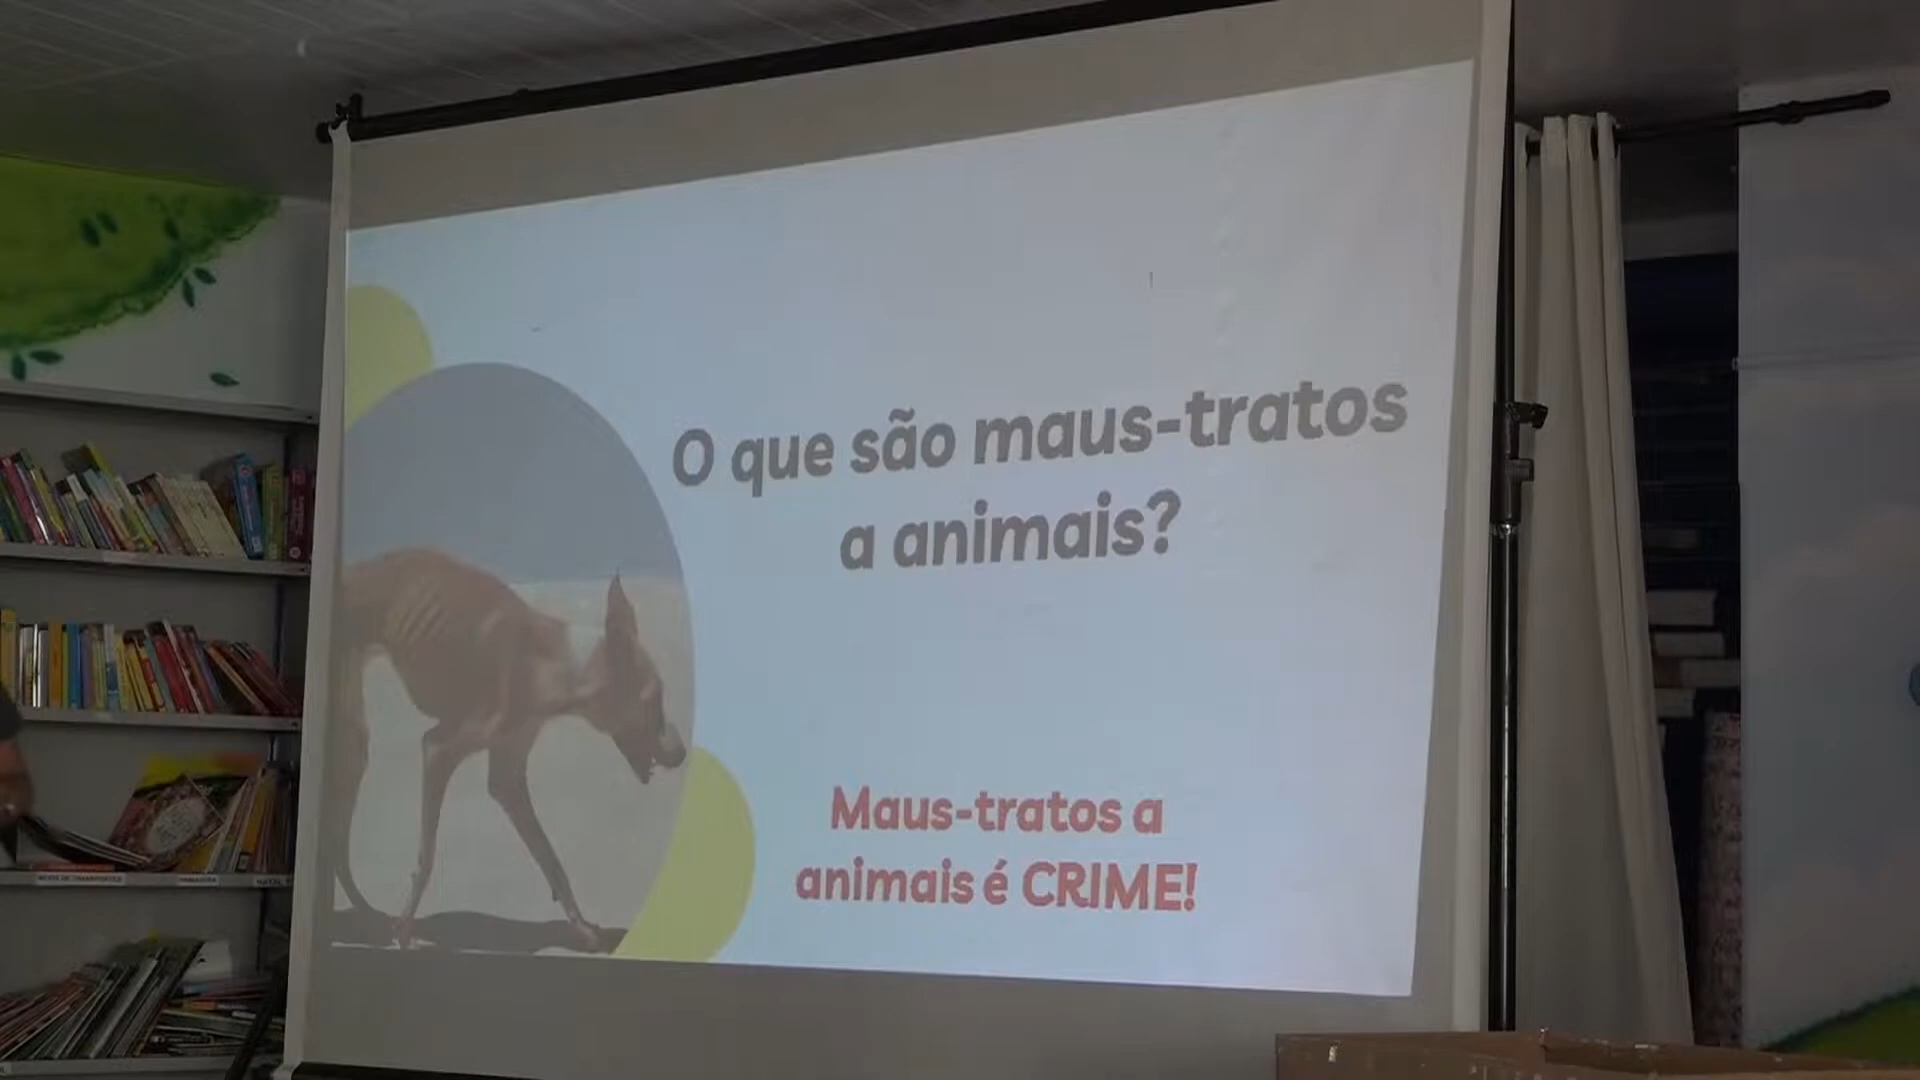 O que são maus-tratos
a animais?
Maus-tratos a
animais é CRIME!